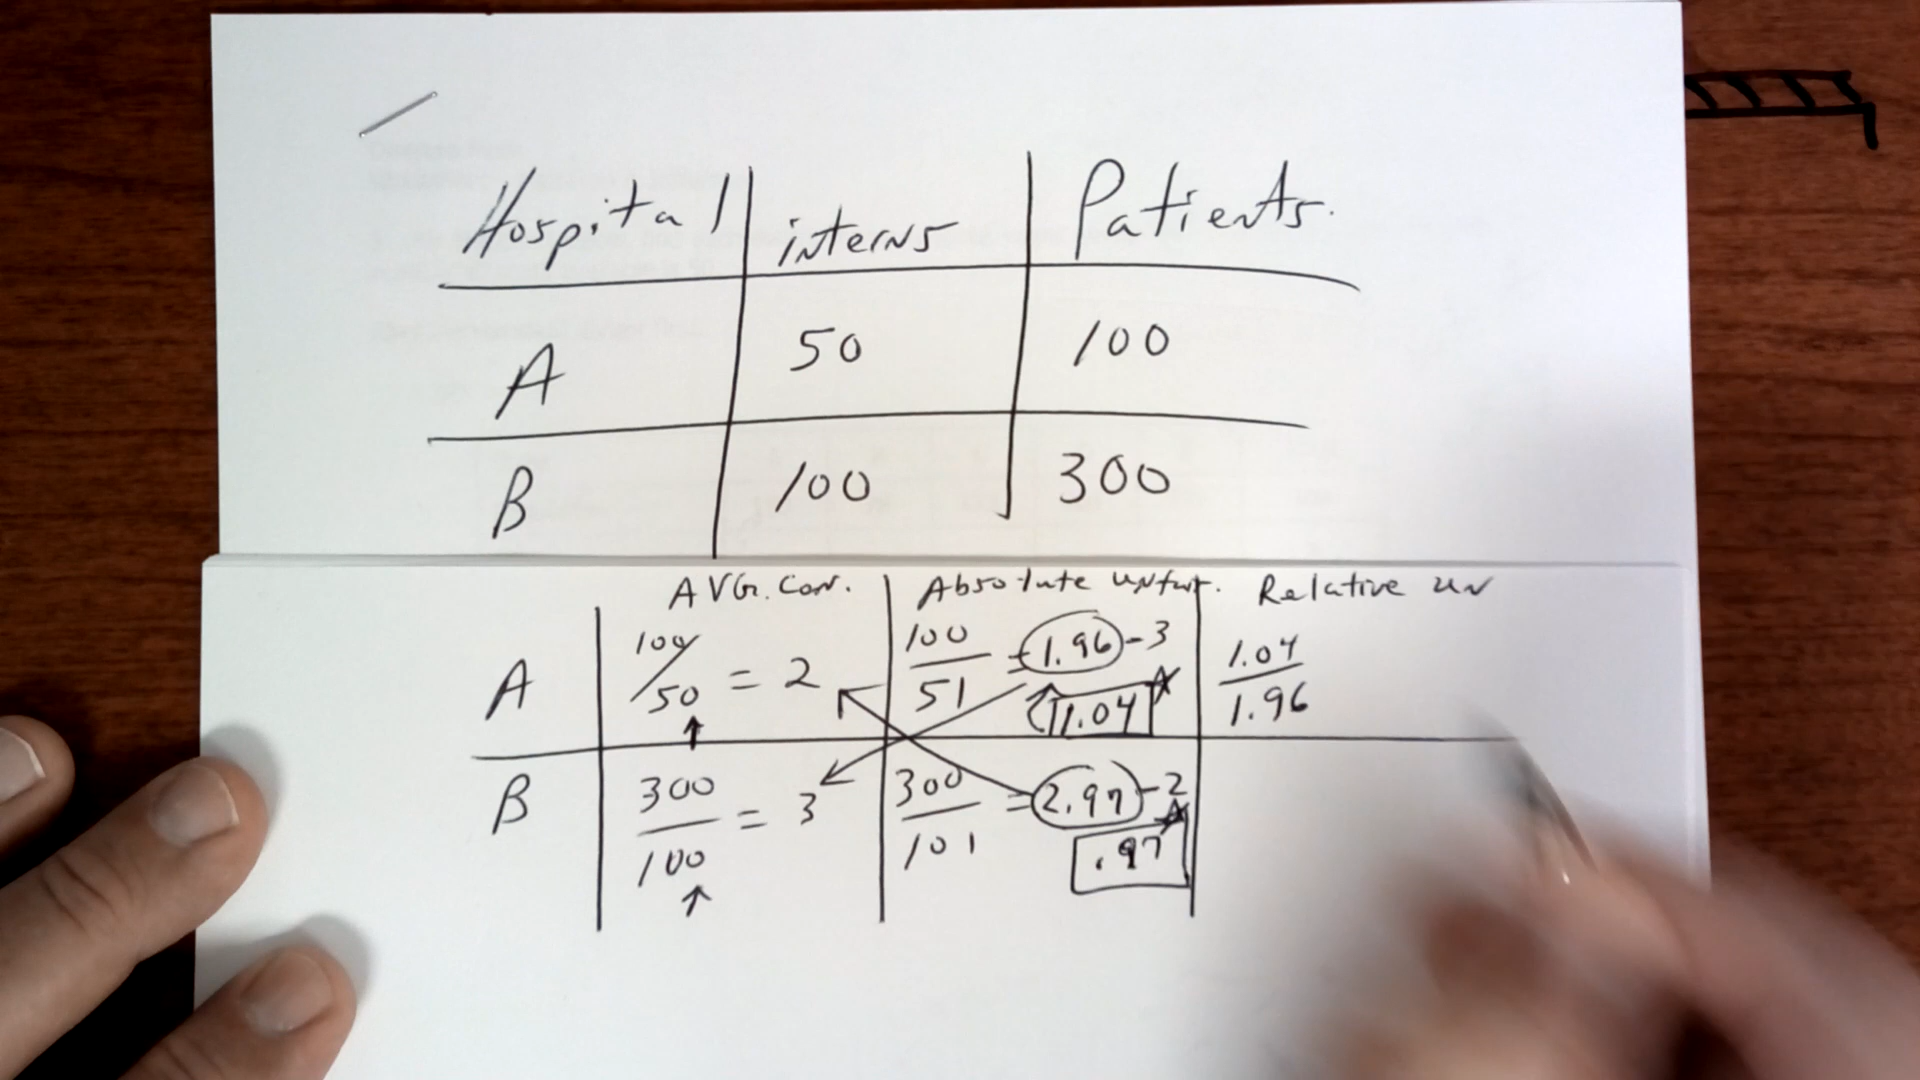 Hospital interns Patients.
A 50 100
B 100 300
AVG. Con. Absolute unfair. Relative un
A 100/50 = 2 100/51 = 1.96 - 3 1.04 1.04/1.96
B 300/100 = 3 300/101 = 2.97 - 2 .97